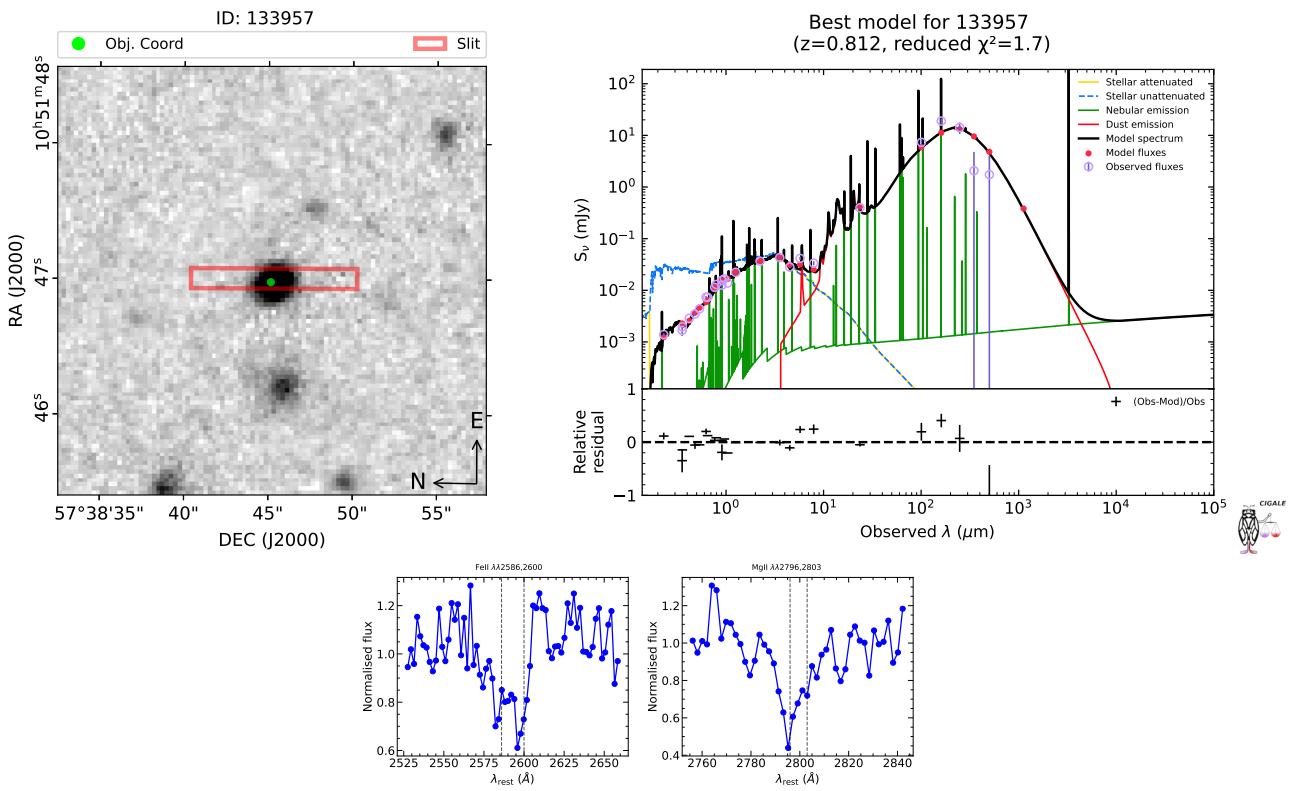 ID: 133957
Obj. Coord
Slit
10ʰ51ᵐ48ˢ
47ˢ
46ˢ
RA (J2000)
E
N
57°38'35" 40" 45" 50" 55"
DEC (J2000)
Best model for 133957
(z=0.812, reduced χ²=1.7)
10² 10¹ 10⁰ 10⁻¹ 10⁻² 10⁻³
S_ν (mJy)
Stellar attenuated
Stellar unattenuated
Nebular emission
Dust emission
Model spectrum
Model fluxes
Observed fluxes
1 0 −1
Relative
residual
(Obs-Mod)/Obs
10⁰ 10¹ 10² 10³ 10⁴ 10⁵
Observed λ (μm)
CIGALE
FeII λλ2586,2600
1.2 1.0 0.8 0.6
Normalised flux
2525 2550 2575 2600 2625 2650
λ_rest (Å)
MgII λλ2796,2803
1.2 1.0 0.8 0.6 0.4
Normalised flux
2760 2780 2800 2820 2840
λ_rest (Å)